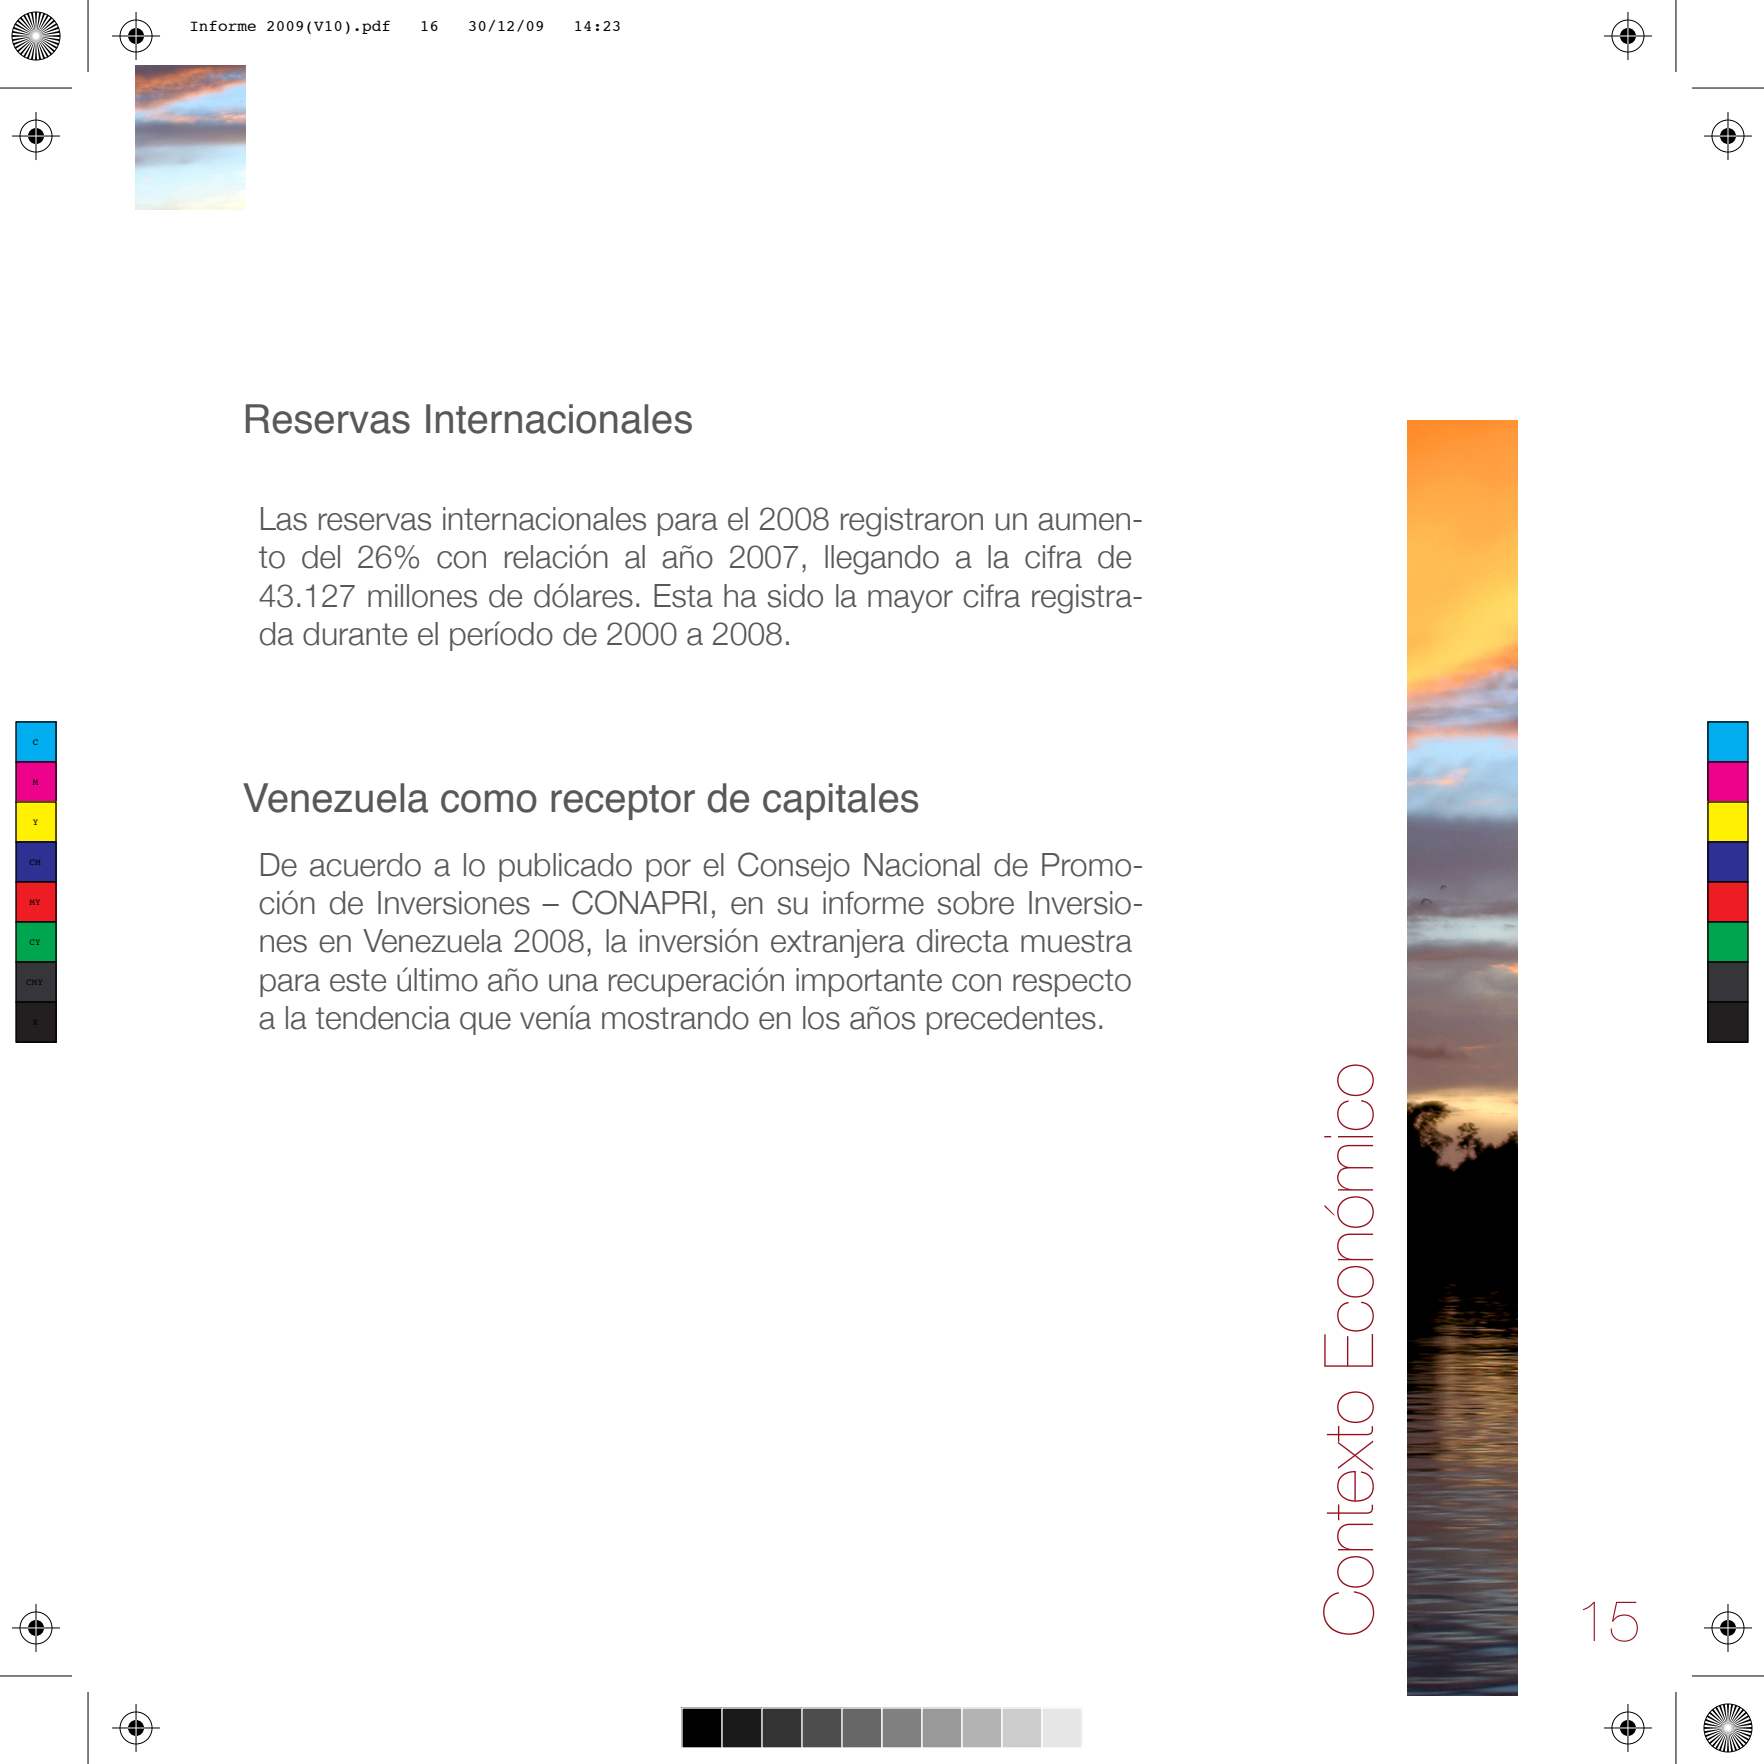 Informe 2009(V10).pdf 16 30/12/09 14:23
Reservas Internacionales
Las reservas internacionales para el 2008 registraron un aumen-
to del 26% con relación al año 2007, llegando a la cifra de
43.127 millones de dólares. Esta ha sido la mayor cifra registra-
da durante el período de 2000 a 2008.
Venezuela como receptor de capitales
De acuerdo a lo publicado por el Consejo Nacional de Promo-
ción de Inversiones – CONAPRI, en su informe sobre Inversio-
nes en Venezuela 2008, la inversión extranjera directa muestra
para este último año una recuperación importante con respecto
a la tendencia que venía mostrando en los años precedentes.
C
M
Y
CM
MY
CY
CMY
K
Contexto Económico
15